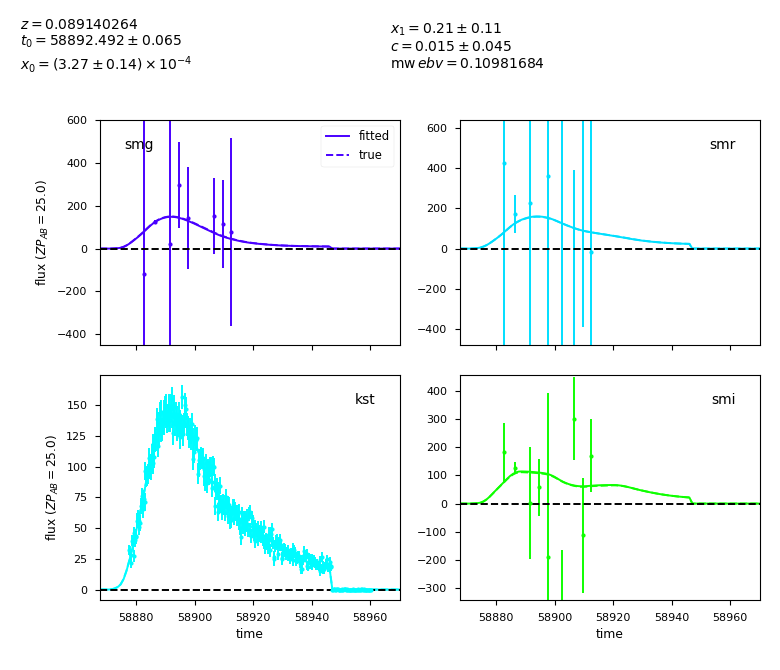 z = 0.089140264
t₀ = 58892.492 ± 0.065
x₀ = (3.27 ± 0.14) × 10⁻⁴
x₁ = 0.21 ± 0.11
c = 0.015 ± 0.045
mwebv = 0.10981684
smg
fitted
true
600
400
200
0
−200
−400
flux (ZP_AB = 25.0)
smr
600
400
200
0
−200
−400
kst
150
125
100
75
50
25
0
flux (ZP_AB = 25.0)
58880 58900 58920 58940 58960
time
smi
400
300
200
100
0
−100
−200
−300
58880 58900 58920 58940 58960
time